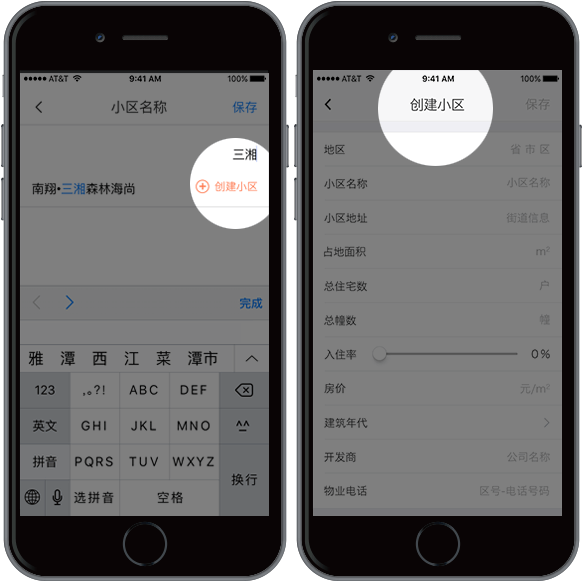 ●●●●● AT&T 9:41 AM 100%
小区名称 保存
三湘
南翔•三湘森林海尚 创建小区
完成
雅 潭 西 江 菜 潭市
123 ,。?! ABC DEF
英文 GHI JKL MNO ^^
拼音 PQRS TUV WXYZ 换行
选拼音 空格
●●●●● AT&T 9:41 AM 100%
创建小区 保存
地区 省 市 区
小区名称 小区名称
小区地址 街道信息
占地面积 m²
总住宅数 户
总幢数 幢
入住率 0%
房价 元/m²
建筑年代
开发商 公司名称
物业电话 区号-电话号码